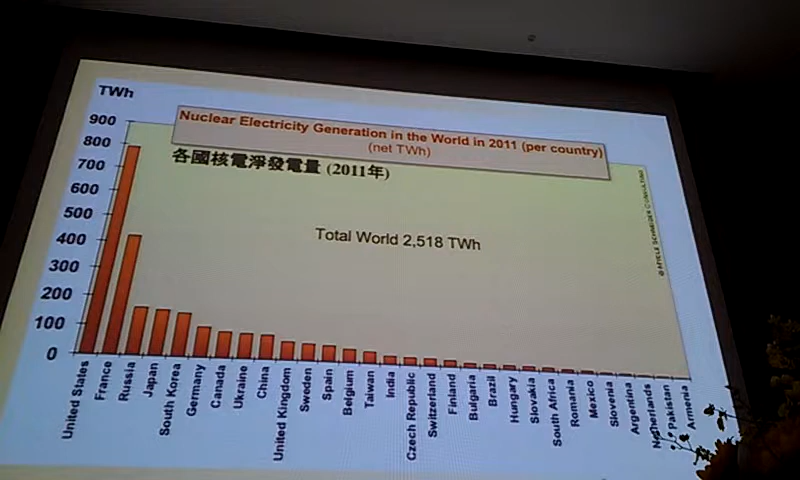 TWh
Nuclear Electricity Generation in the World in 2011 (per country)
(net TWh)
各國核電淨發電量 (2011年)
Total World 2,518 TWh
900
800
700
600
500
400
300
200
100
0
United States
France
Russia
Japan
South Korea
Germany
Canada
Ukraine
China
United Kingdom
Sweden
Spain
Belgium
Taiwan
India
Czech Republic
Switzerland
Finland
Bulgaria
Brazil
Hungary
Slovakia
South Africa
Romania
Mexico
Slovenia
Argentina
Netherlands
Pakistan
Armenia
© MYCLE SCHNEIDER CONSULTING